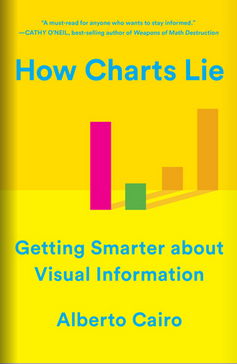 "A must-read for anyone who wants to stay informed."
—CATHY O'NEIL, best-selling author of Weapons of Math Destruction
How Charts Lie
Getting Smarter about
Visual Information
Alberto Cairo